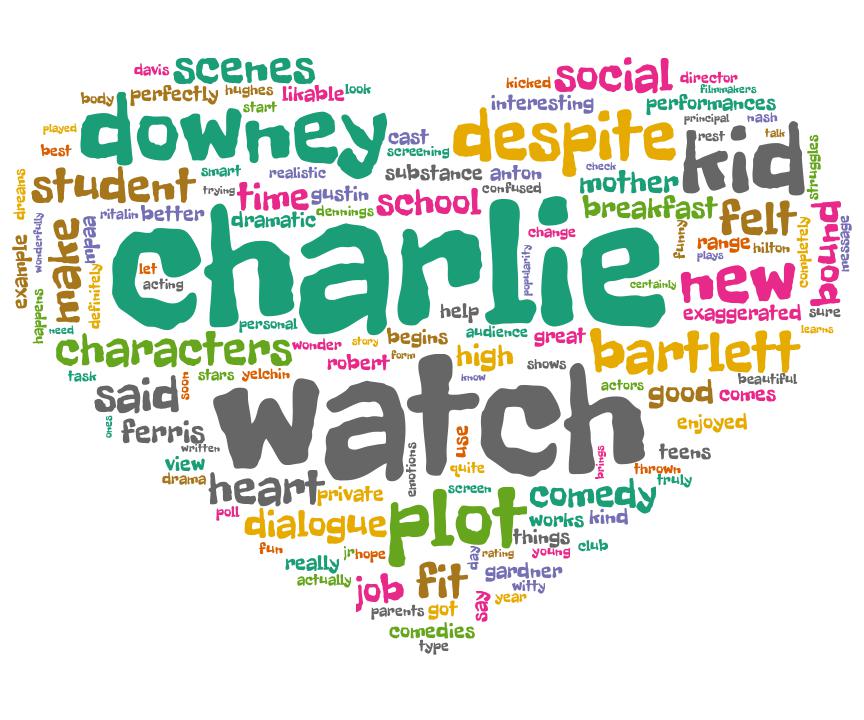 davis
scenes
kicked
social
director
filmmakers
body
perfectly
hughes
likable
look
start
interesting
performances
played
downey
cast
despite
principal
nash
rest
talk
kid
best
screening
smart
realistic
substance
anton
check
mother
struggles
dreams
student
trying
time
gustin
confused
school
breakfast
felt
ritalin
better
dramatic
dennings
example
wonderfully
make
mpaa
charlie
change
popularity
funny
range
hilton
plays
completely
bound
message
let
acting
definitely
certainly
new
happens
need
personal
help
exaggerated
sure
characters
wonder
story
begins
audience
great
bartlett
learns
robert
form
high
shows
task
soon
stars
yelchin
watch
know
actors
good
comes
beautiful
said
ones
ferris
written
enjoyed
view
drama
emotions
use
quite
brings
teens
thrown
truly
heart
private
screen
comedy
poll
dialogue
plot
works
kind
things
fun
jr
hope
day
rating
young
club
really
actually
job
fit
gardner
witty
parents
got
say
year
comedies
type